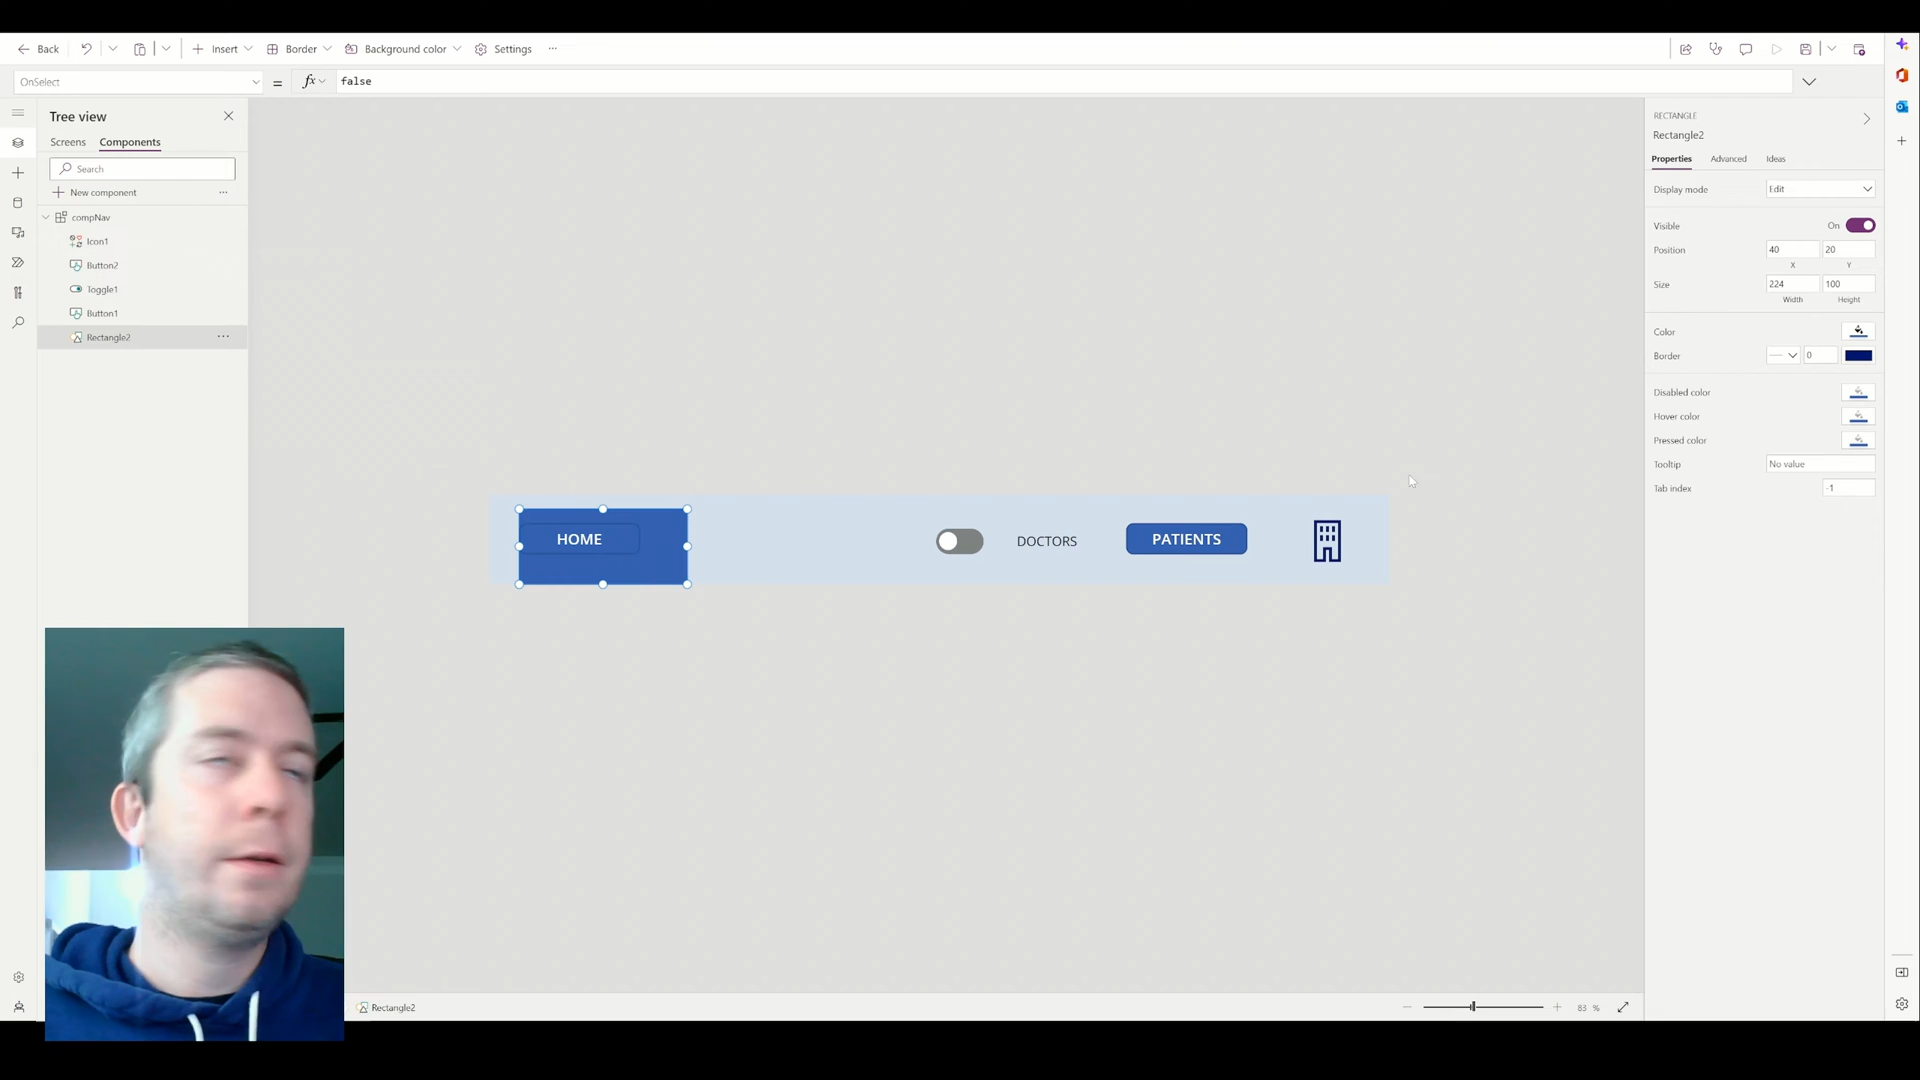 Back
Insert
Border
Background color
Settings
OnSelect
=
fx
false
Tree view
Screens
Components
Search
New component
compNav
Icon1
Button2
Toggle1
Button1
Rectangle2
HOME
DOCTORS
PATIENTS
RECTANGLE
Rectangle2
Properties
Advanced
Ideas
Display mode
Edit
Visible
On
Position
40
20
X
Y
Size
224
100
Width
Height
Color
Border
0
Disabled color
Hover color
Pressed color
Tooltip
No value
Tab index
-1
Rectangle2
83 %